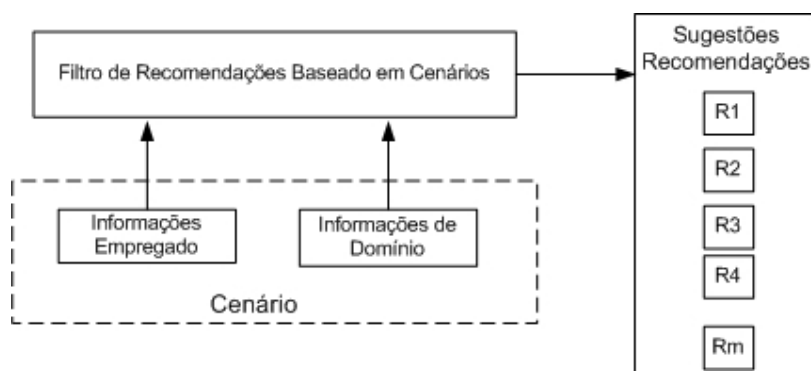 Filtro de Recomendações Baseado em Cenários
Informações
Empregado
Informações de
Domínio
Cenário
Sugestões
Recomendações
R1
R2
R3
R4
Rm